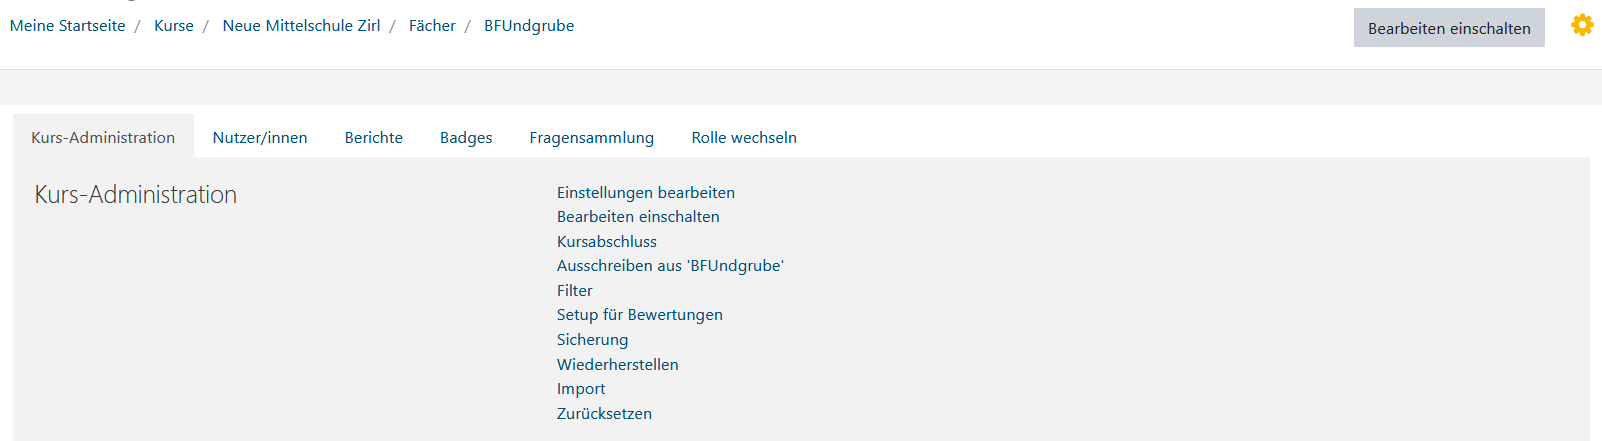 Meine Startseite / Kurse / Neue Mittelschule Zirl / Fächer / BFUndgrube
Bearbeiten einschalten
Kurs-Administration Nutzer/innen Berichte Badges Fragensammlung Rolle wechseln
Kurs-Administration
Einstellungen bearbeiten
Bearbeiten einschalten
Kursabschluss
Ausschreiben aus 'BFUndgrube'
Filter
Setup für Bewertungen
Sicherung
Wiederherstellen
Import
Zurücksetzen